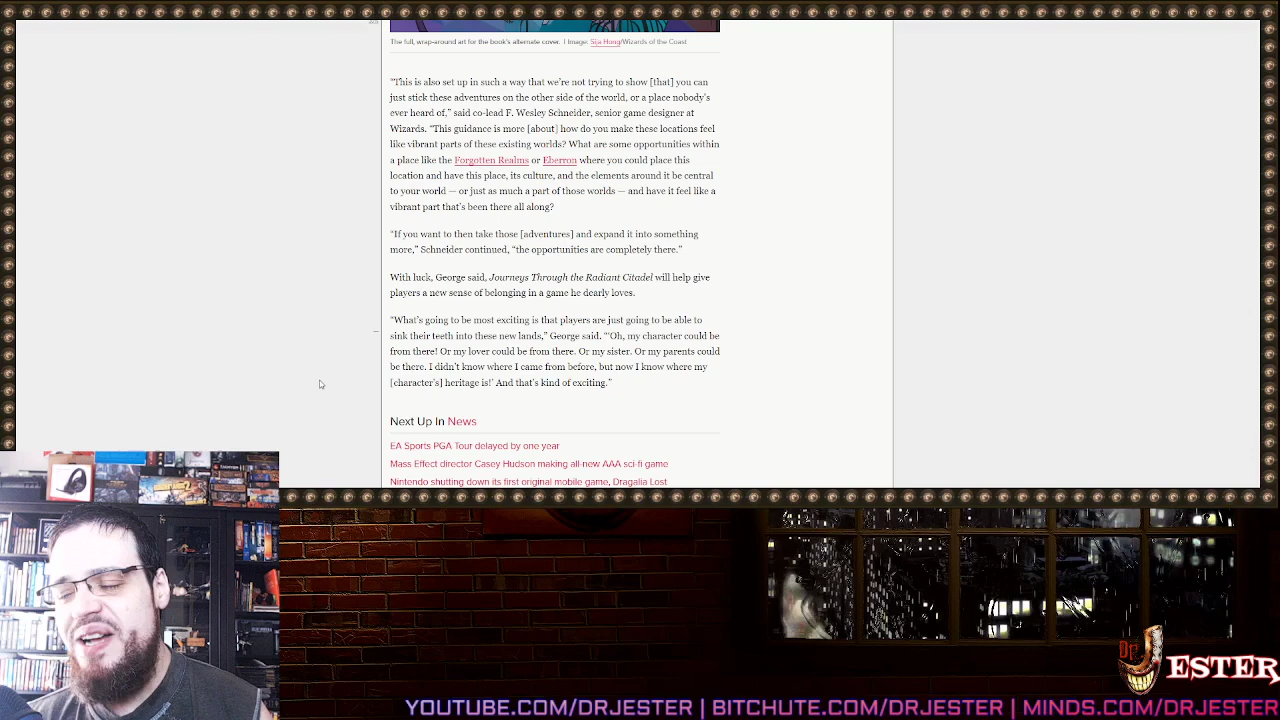 The full, wrap-around art for the book's alternate cover. | Image: Sija Hong/Wizards of the Coast
"This is also set up in such a way that we're not trying to show [that] you can
just stick these adventures on the other side of the world, or a place nobody's
ever heard of," said co-lead F. Wesley Schneider, senior game designer at
Wizards. "This guidance is more [about] how do you make these locations feel
like vibrant parts of these existing worlds? What are some opportunities within
a place like the Forgotten Realms or Eberron where you could place this
location and have this place, its culture, and the elements around it be central
to your world — or just as much a part of those worlds — and have it feel like a
vibrant part that's been there all along?
"If you want to then take those [adventures] and expand it into something
more," Schneider continued, "the opportunities are completely there."
With luck, George said, Journeys Through the Radiant Citadel will help give
players a new sense of belonging in a game he dearly loves.
"What's going to be most exciting is that players are just going to be able to
sink their teeth into these new lands," George said. "'Oh, my character could be
from there! Or my lover could be from there. Or my sister. Or my parents could
be there. I didn't know where I came from before, but now I know where my
[character's] heritage is!' And that's kind of exciting."
Next Up In News
EA Sports PGA Tour delayed by one year
Mass Effect director Casey Hudson making all-new AAA sci-fi game
Nintendo shutting down its first original mobile game, Dragalia Lost
Dr
JESTER
YOUTUBE.COM/DRJESTER | BITCHUTE.COM/DRJESTER | MINDS.COM/DRJESTER